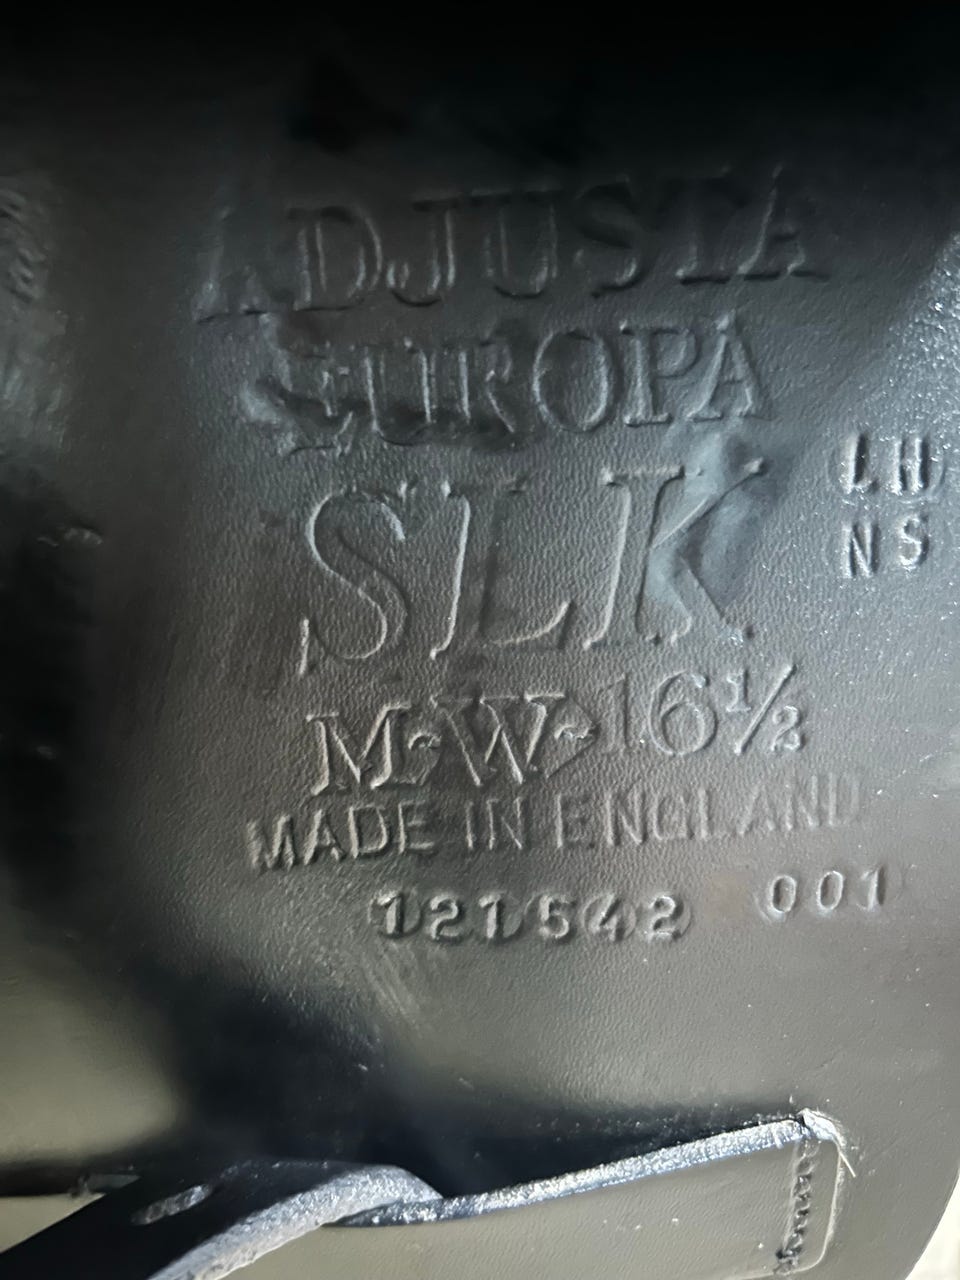 ADJUSTA
EUROPA
SLK
LH
NS
M·W·16½
MADE IN ENGLAND
121542 001